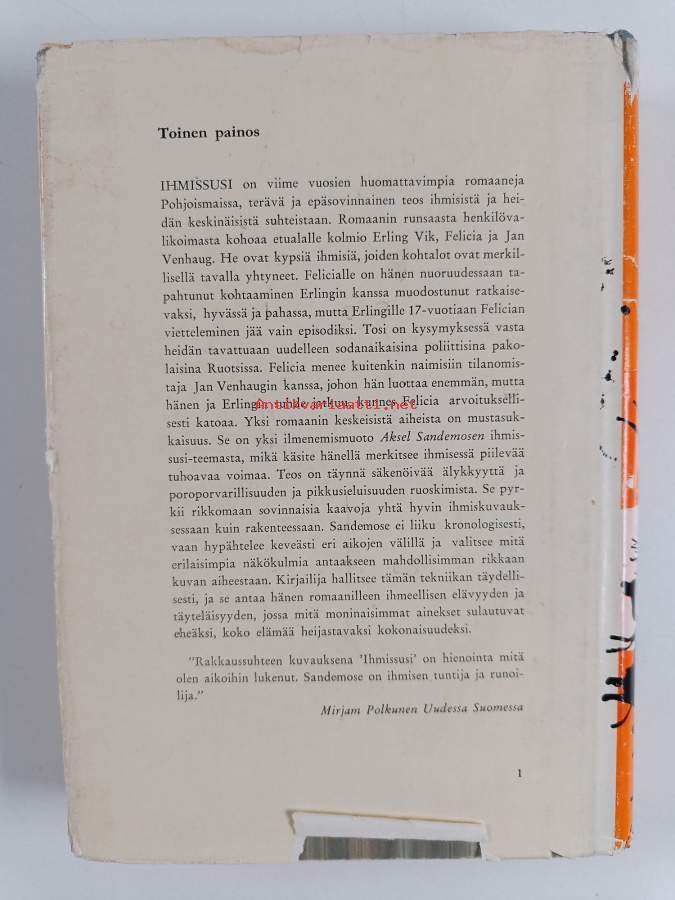 Toinen painos
IHMISSUSI on viime vuosien huomattavimpia romaaneja
Pohjoismaissa, terävä ja epäsovinnainen teos ihmisistä ja hei-
dän keskinäisistä suhteistaan. Romaanin runsaasta henkilöva-
likoimasta kohoaa etualalle kolmio Erling Vik, Felicia ja Jan
Venhaug. He ovat kypsiä ihmisiä, joiden kohtalot ovat merkil-
lisellä tavalla yhtyneet. Felicialle on hänen nuoruudessaan ta-
pahtunut kohtaaminen Erlingin kanssa muodostunut ratkaise-
vaksi, hyvässä ja pahassa, mutta Erlingille 17-vuotiaan Felician
vietteleminen jää vain episodiksi. Tosi on kysymyksessä vasta
heidän tavattuaan uudelleen sodanaikaisina poliittisina pako-
laisina Ruotsissa. Felicia menee kuitenkin naimisiin tilanomis-
taja Jan Venhaugin kanssa, johon hän luottaa enemmän, mutta
hänen ja Erlingin suhde jatkuu, kunnes Felicia arvoituksélli-
sesti katoaa. Yksi romaanin keskeisistä aiheista on mustasuk-
kaisuus. Se on yksi ilmenemismuoto Aksel Sandemosen ihmis-
susi-teemasta, mikä käsite hänellä merkitsee ihmisessä piilevää
tuhoavaa voimaa. Teos on täynnä säkenöivää älykkyyttä ja
poroporvarillisuuden ja pikkusieluisuuden ruoskimista. Se pyr-
kii rikkomaan sovinnaisia kaavoja yhtä hyvin ihmiskuvauk-
sessaan kuin rakenteessaan. Sandemose ei liiku kronologisesti,
vaan hypähtelee keveästi eri aikojen välillä ja valitsee mitä
erilaisimpia näkökulmia antaakseen mahdollisimman rikkaan
kuvan aiheestaan. Kirjailija hallitsee tämän tekniikan täydelli-
sesti, ja se antaa hänen romaanilleen ihmeellisen elävyyden ja
täyteläisyyden, jossa mitä moninaisimmat ainekset sulautuvat
eheäksi, koko elämää heijastavaksi kokonaisuudeksi.
"Rakkaussuhteen kuvauksena 'Ihmissusi' on hienointa mitä
olen aikoihin lukenut. Sandemose on ihmisen tuntija ja runoi-
lija."
Mirjam Polkunen Uudessa Suomessa
1
antikvariaatti.net